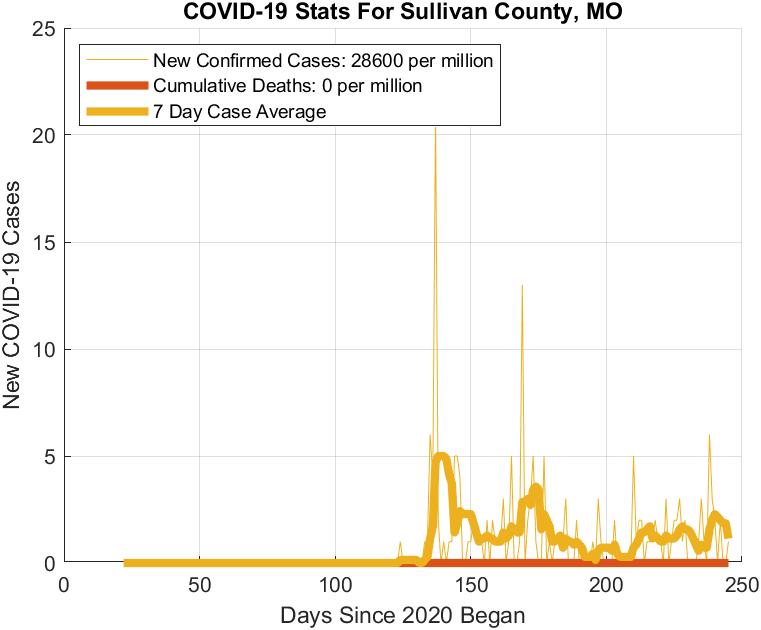 COVID-19 Stats For Sullivan County, MO
New Confirmed Cases: 28600 per million
Cumulative Deaths: 0 per million
7 Day Case Average
New COVID-19 Cases
25
20
15
10
5
0
0 50 100 150 200 250
Days Since 2020 Began